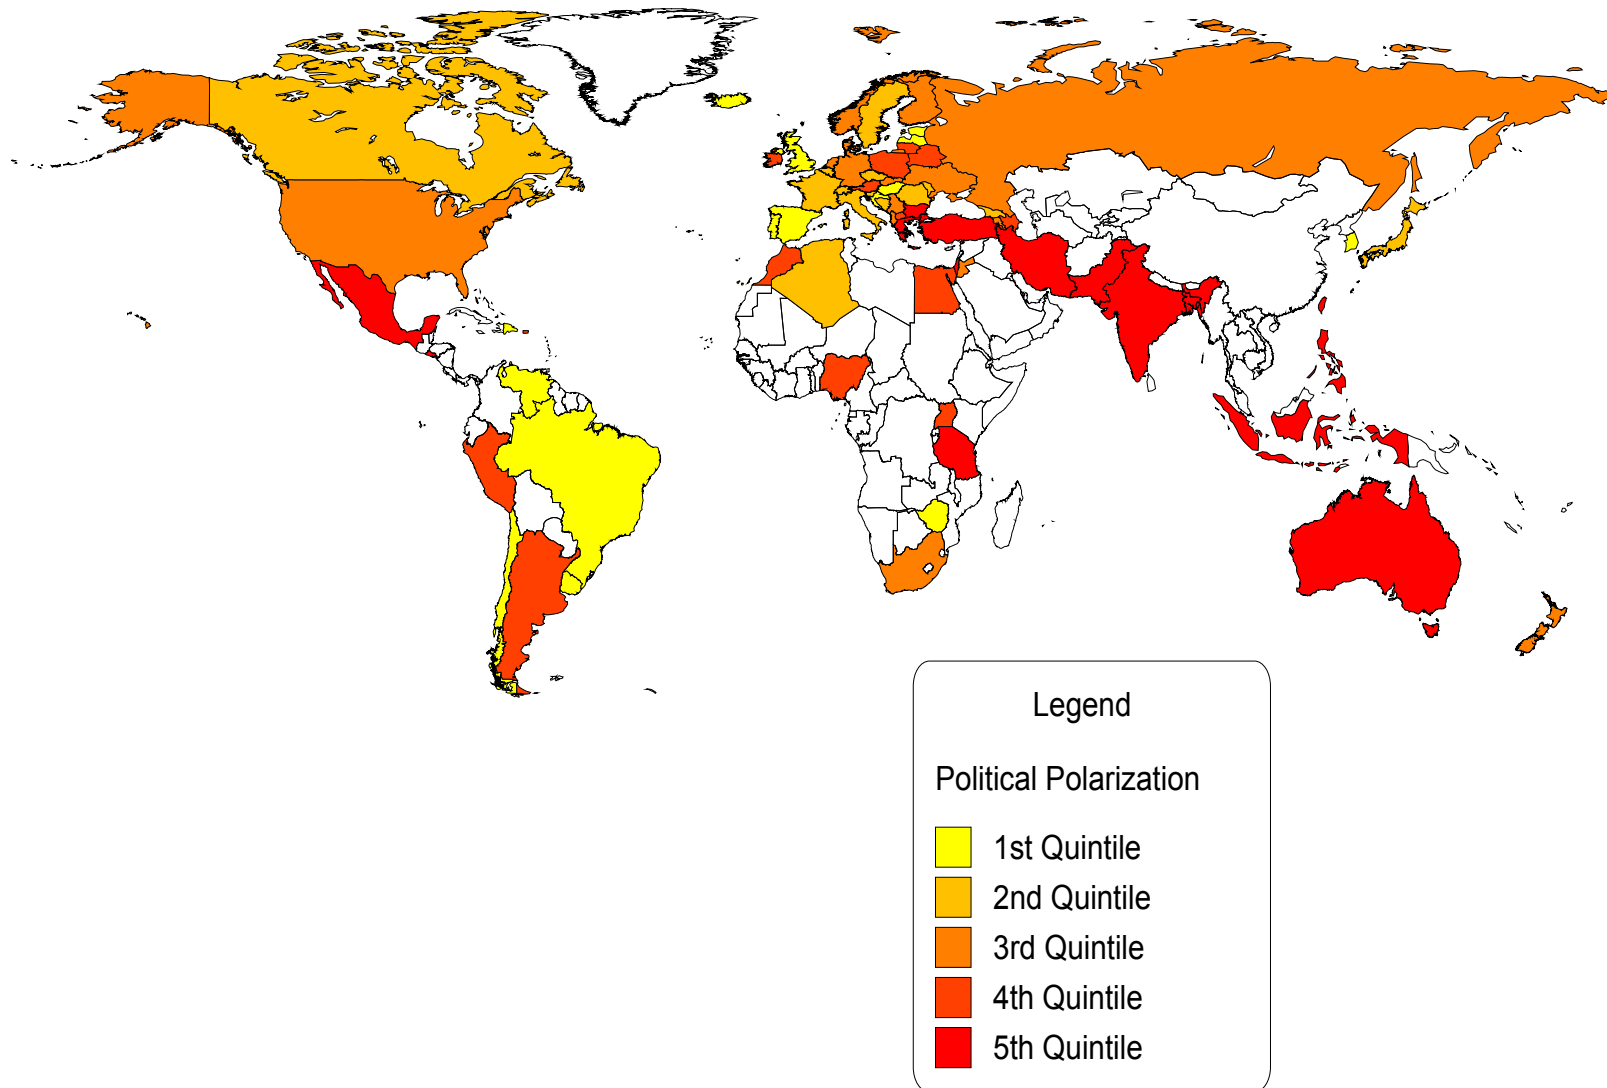 Legend
Political Polarization
1st Quintile
2nd Quintile
3rd Quintile
4th Quintile
5th Quintile